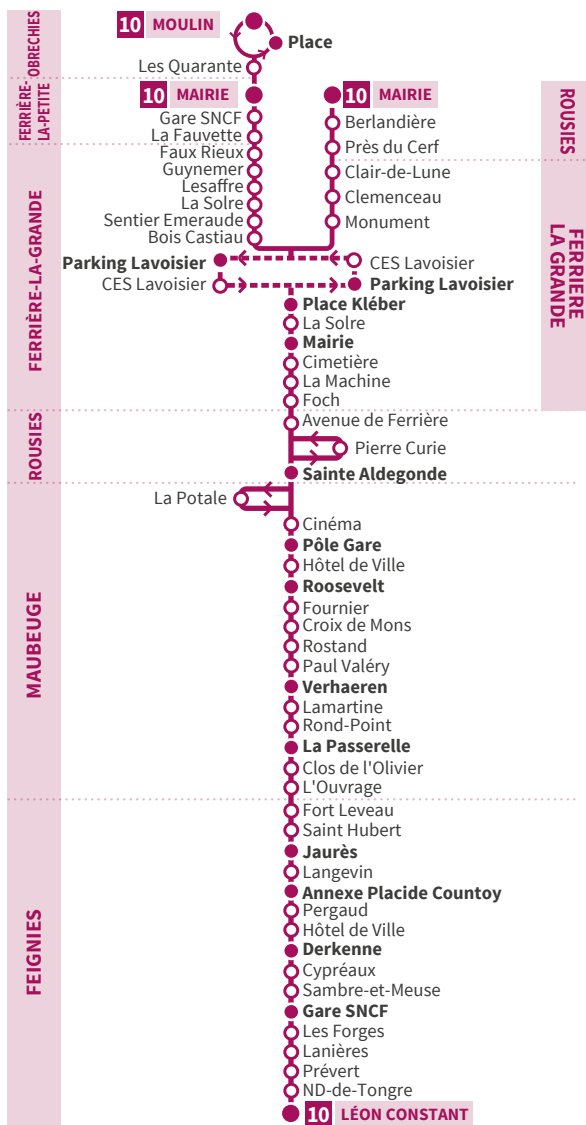 10 MOULIN
Place
Les Quarante
OBRECHIES
FERRIÈRE-
LA-PETITE
10 MAIRIE
Gare SNCF
La Fauvette
Faux Rieux
Guynemer
Lesaffre
La Solre
Sentier Emeraude
Bois Castiau
10 MAIRIE
Berlandière
Près du Cerf
Clair-de-Lune
Clemenceau
Monument
ROUSIES
FERRIERE
LA GRANDE
Parking Lavoisier
CES Lavoisier
CES Lavoisier
Parking Lavoisier
FERRIÈRE-LA-GRANDE
Place Kléber
La Solre
Mairie
Cimetière
La Machine
Foch
ROUSIES
Avenue de Ferrière
Pierre Curie
Sainte Aldegonde
MAUBEUGE
La Potale
Cinéma
Pôle Gare
Hôtel de Ville
Roosevelt
Fournier
Croix de Mons
Rostand
Paul Valéry
Verhaeren
Lamartine
Rond-Point
La Passerelle
Clos de l'Olivier
L'Ouvrage
FEIGNIES
Fort Leveau
Saint Hubert
Jaurès
Langevin
Annexe Placide Countoy
Pergaud
Hôtel de Ville
Derkenne
Cypréaux
Sambre-et-Meuse
Gare SNCF
Les Forges
Lanières
Prévert
ND-de-Tongre
10 LÉON CONSTANT